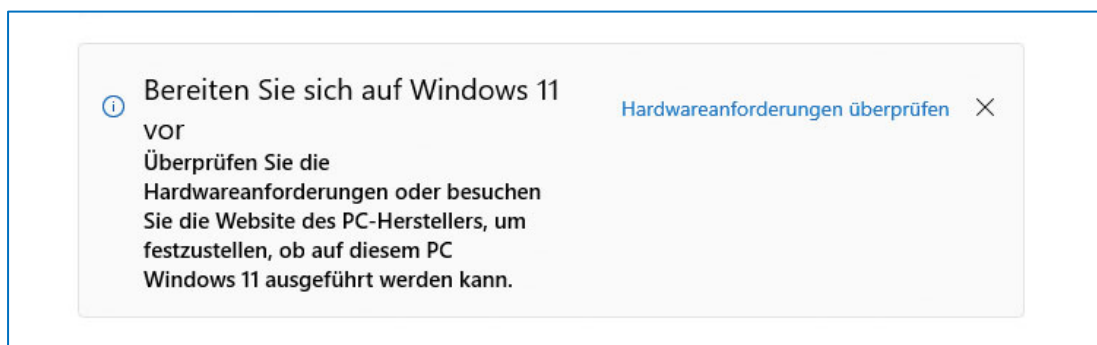 Bereiten Sie sich auf Windows 11
vor
Hardwareanforderungen überprüfen
Überprüfen Sie die
Hardwareanforderungen oder besuchen
Sie die Website des PC-Herstellers, um
festzustellen, ob auf diesem PC
Windows 11 ausgeführt werden kann.